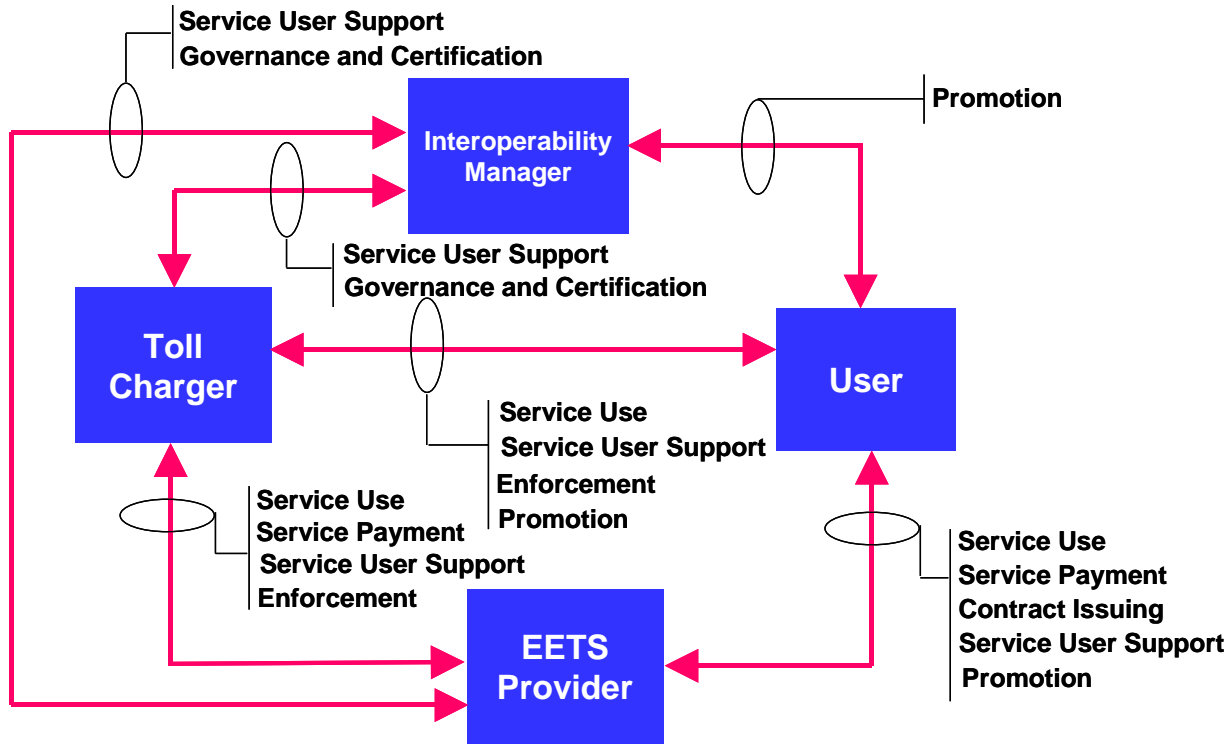 Service User Support
Governance and Certification
Promotion
Interoperability
Manager
Service User Support
Governance and Certification
Toll
Charger
User
Service Use
Service User Support
Enforcement
Promotion
Service Use
Service Payment
Service User Support
Enforcement
Service Use
Service Payment
Contract Issuing
Service User Support
Promotion
EETS
Provider